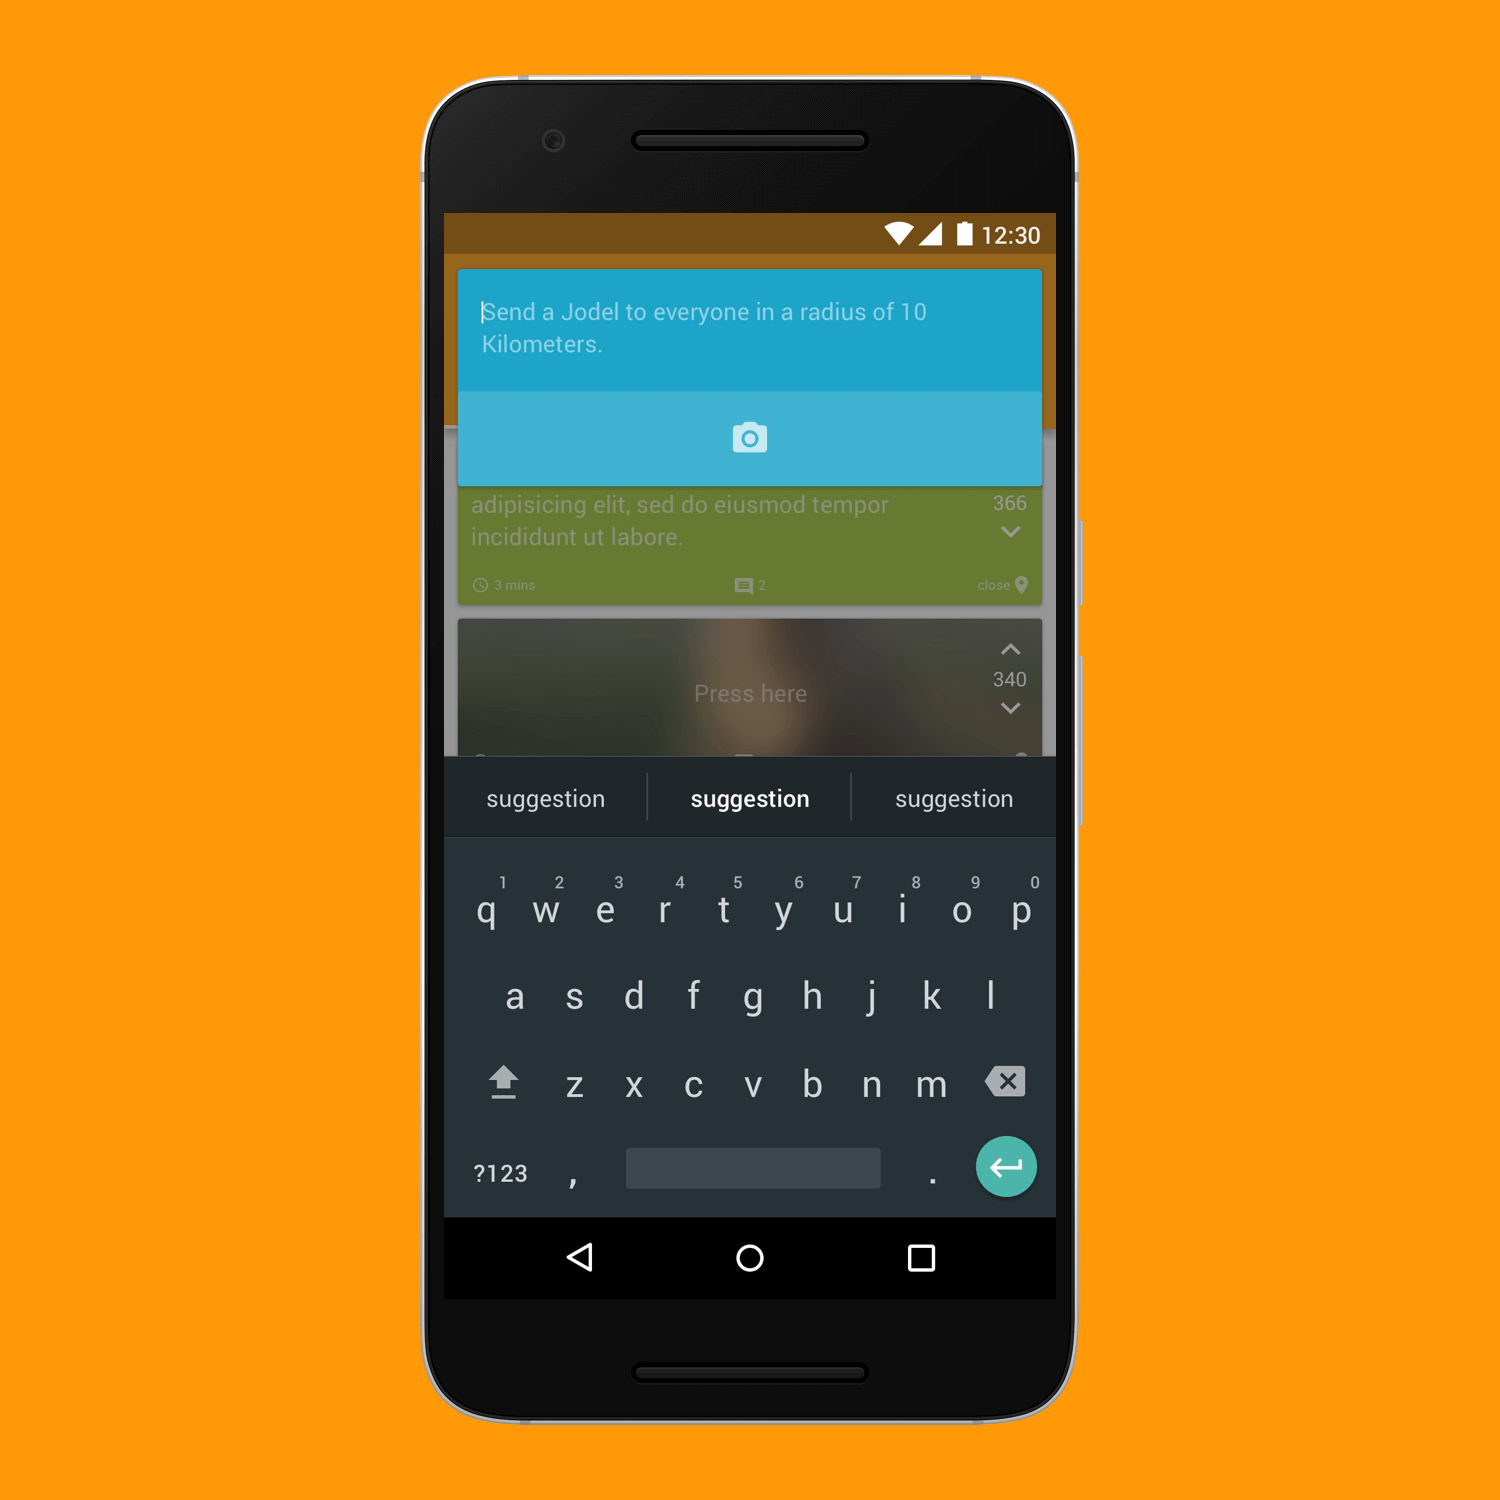 12:30
Send a Jodel to everyone in a radius of 10
Kilometers.
adipisicing elit, sed do eiusmod tempor
incididunt ut labore.
366
3 mins
2
close
340
Press here
suggestion suggestion suggestion
1 2 3 4 5 6 7 8 9 0
q w e r t y u i o p
a s d f g h j k l
z x c v b n m
?123 , .